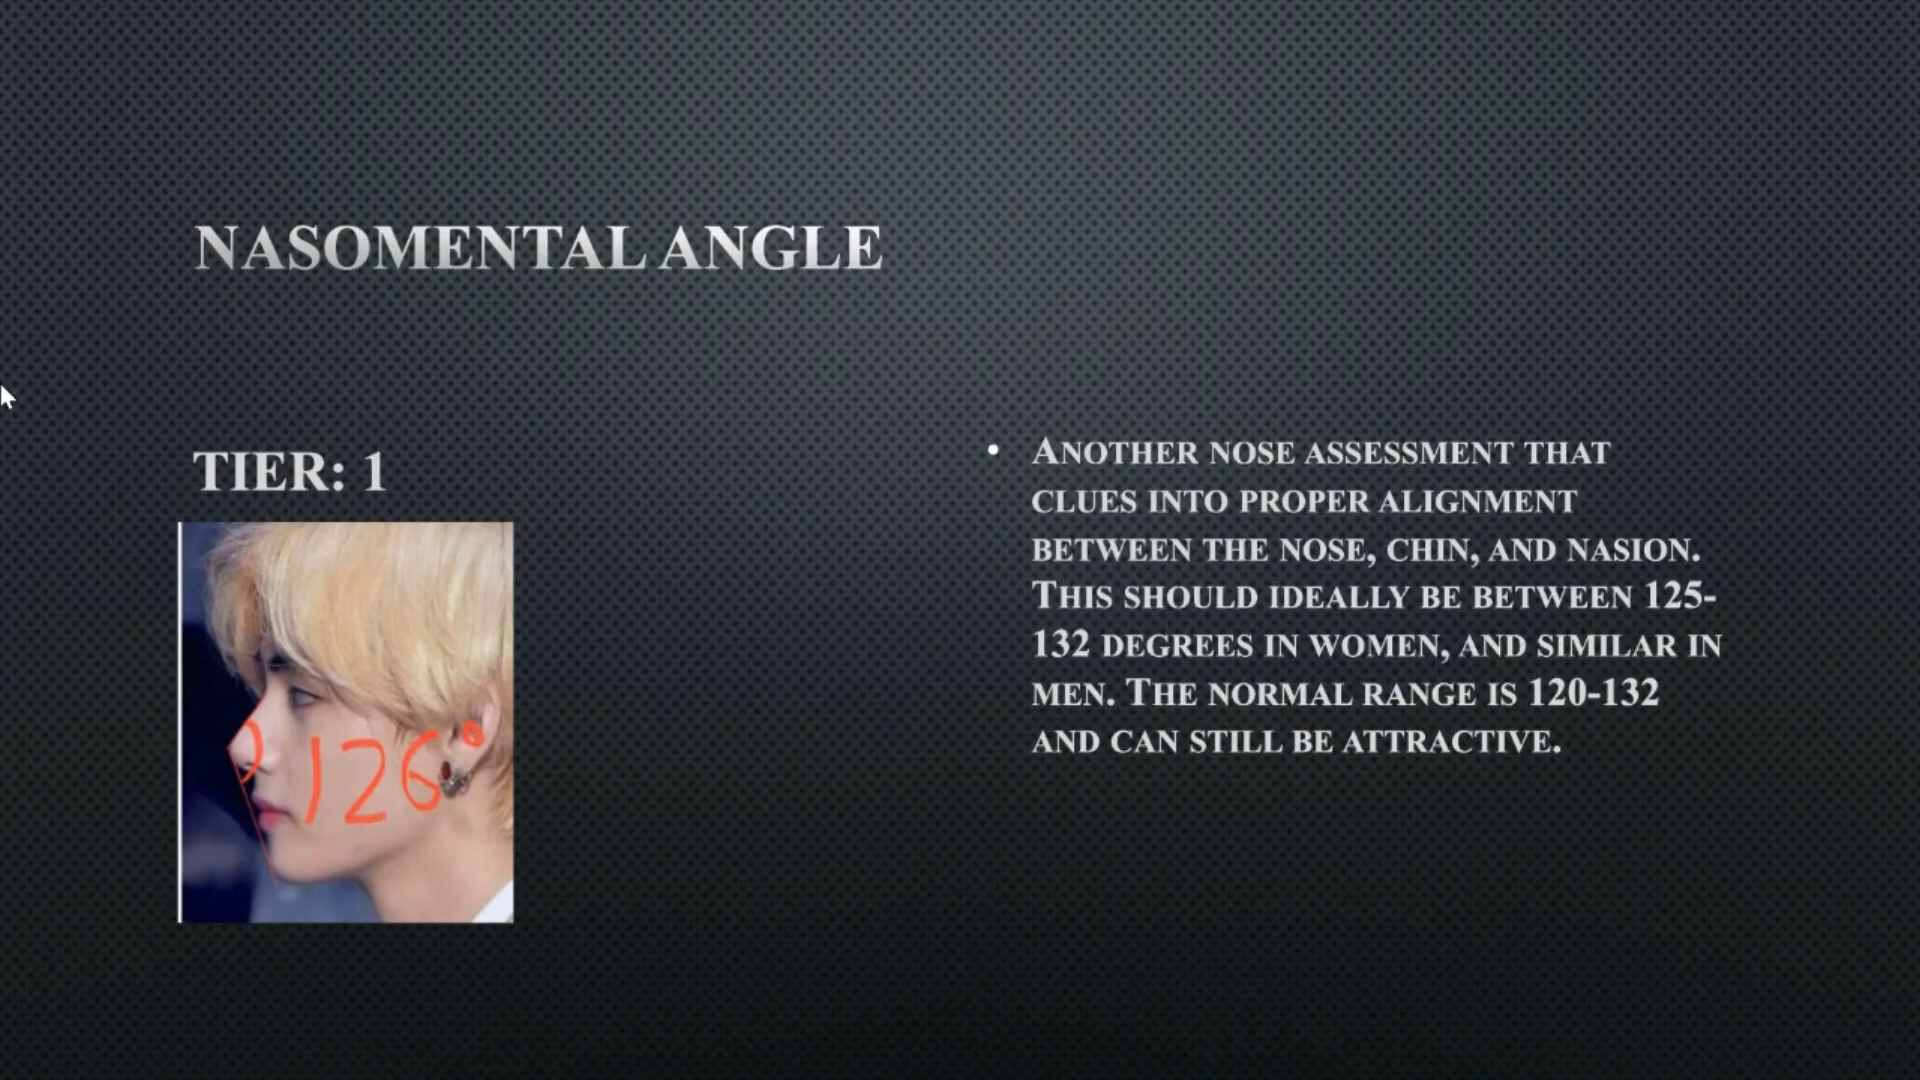 NASOMENTAL ANGLE
TIER: 1
126°
• ANOTHER NOSE ASSESSMENT THAT
CLUES INTO PROPER ALIGNMENT
BETWEEN THE NOSE, CHIN, AND NASION.
THIS SHOULD IDEALLY BE BETWEEN 125-
132 DEGREES IN WOMEN, AND SIMILAR IN
MEN. THE NORMAL RANGE IS 120-132
AND CAN STILL BE ATTRACTIVE.